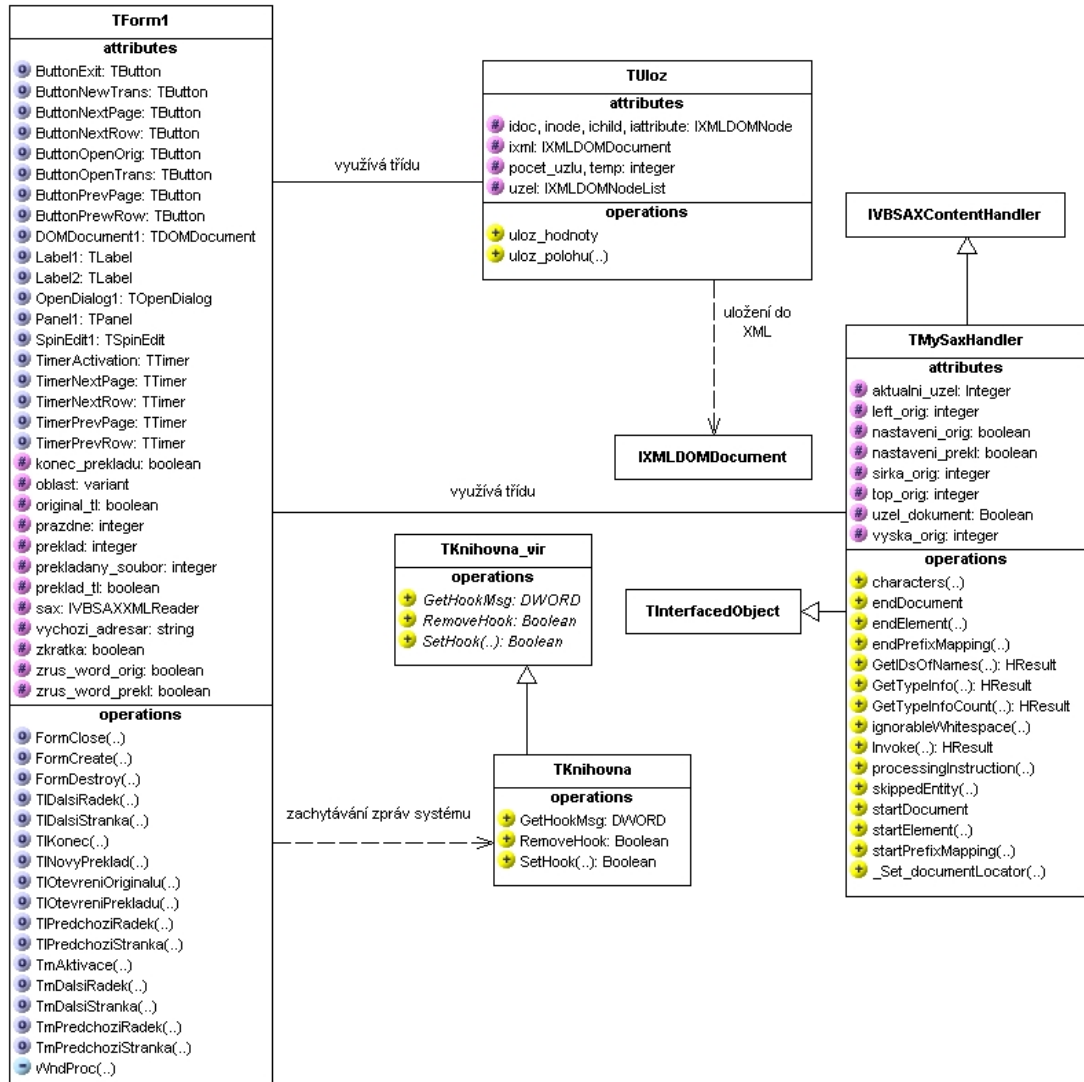 TForm1
attributes
ButtonExit: TButton
ButtonNewTrans: TButton
ButtonNextPage: TButton
ButtonNextRow: TButton
ButtonOpenOrig: TButton
ButtonOpenTrans: TButton
ButtonPrevPage: TButton
ButtonPrewRow: TButton
DOMDocument1: TDOMDocument
Label1: TLabel
Label2: TLabel
OpenDialog1: TOpenDialog
Panel1: TPanel
SpinEdit1: TSpinEdit
TimerActivation: TTimer
TimerNextPage: TTimer
TimerNextRow: TTimer
TimerPrevPage: TTimer
TimerPrevRow: TTimer
konec_prekladu: boolean
oblast: variant
original_tl: boolean
prazdne: integer
preklad: integer
prekladany_soubor: integer
preklad_tl: boolean
sax: IVBSAXXMLReader
vychozi_adresar: string
zkratka: boolean
zrus_word_orig: boolean
zrus_word_prekl: boolean
operations
FormClose(..)
FormCreate(..)
FormDestroy(..)
TlDalsiRadek(..)
TlDalsiStranka(..)
TlKonec(..)
TlNovyPreklad(..)
TlOtevreniOriginalu(..)
TlOtevreniPrekladu(..)
TlPredchoziRadek(..)
TlPredchoziStranka(..)
TmAktivace(..)
TmDalsiRadek(..)
TmDalsiStranka(..)
TmPredchoziRadek(..)
TmPredchoziStranka(..)
WndProc(..)
využívá třídu
TUloz
attributes
idoc, inode, ichild, iattribute: IXMLDOMNode
ixml: IXMLDOMDocument
pocet_uzlu, temp: integer
uzel: IXMLDOMNodeList
operations
uloz_hodnoty
uloz_polohu(..)
uložení do
XML
IXMLDOMDocument
IVBSAXContentHandler
TMySaxHandler
attributes
aktualni_uzel: Integer
left_orig: integer
nastaveni_orig: boolean
nastaveni_prekl: boolean
sirka_orig: integer
top_orig: integer
uzel_dokument: Boolean
vyska_orig: integer
operations
characters(..)
endDocument
endElement(..)
endPrefixMapping(..)
GetIDsOfNames(..): HResult
GetTypeInfo(..): HResult
GetTypeInfoCount(..): HResult
ignorableWhitespace(..)
Invoke(..): HResult
processingInstruction(..)
skippedEntity(..)
startDocument
startElement(..)
startPrefixMapping(..)
_Set_documentLocator(..)
využívá třídu
TKnihovna_vir
operations
GetHookMsg: DWORD
RemoveHook: Boolean
SetHook(..): Boolean
TInterfacedObject
zachytávání zpráv systému
TKnihovna
operations
GetHookMsg: DWORD
RemoveHook: Boolean
SetHook(..): Boolean